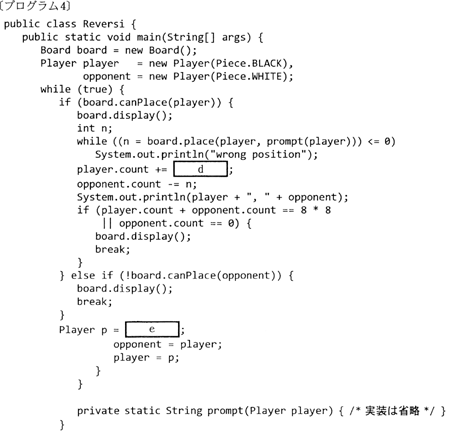 〔プログラム4〕
public class Reversi {
public static void main(String[] args) {
Board board = new Board();
Player player = new Player(Piece.BLACK),
opponent = new Player(Piece.WHITE);
while (true) {
if (board.canPlace(player)) {
board.display();
int n;
while ((n = board.place(player, prompt(player))) <= 0)
System.out.println("wrong position");
player.count += d ;
opponent.count -= n;
System.out.println(player + ", " + opponent);
if (player.count + opponent.count == 8 * 8
|| opponent.count == 0) {
board.display();
break;
}
} else if (!board.canPlace(opponent)) {
board.display();
break;
}
Player p = e ;
opponent = player;
player = p;
}
}
private static String prompt(Player player) { /* 実装は省略 */ }
}